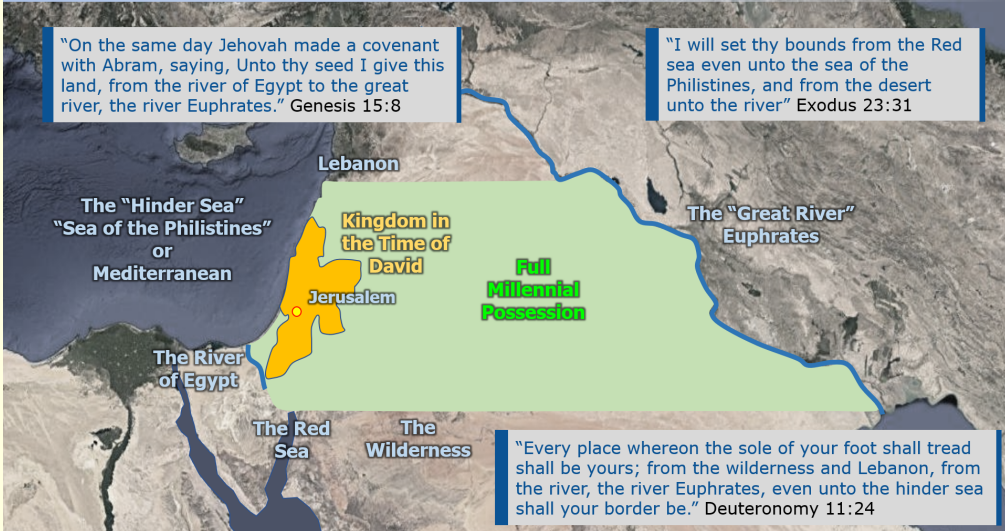 “On the same day Jehovah made a covenant
with Abram, saying, Unto thy seed I give this
land, from the river of Egypt to the great
river, the river Euphrates.” Genesis 15:8
“I will set thy bounds from the Red
sea even unto the sea of the
Philistines, and from the desert
unto the river” Exodus 23:31
Lebanon
The “Hinder Sea”
“Sea of the Philistines”
or
Mediterranean
Kingdom in
the Time of
David
Jerusalem
Full
Millennial
Possession
The “Great River”
Euphrates
The River
of Egypt
The Red
Sea
The
Wilderness
“Every place whereon the sole of your foot shall tread
shall be yours; from the wilderness and Lebanon, from
the river, the river Euphrates, even unto the hinder sea
shall your border be.” Deuteronomy 11:24